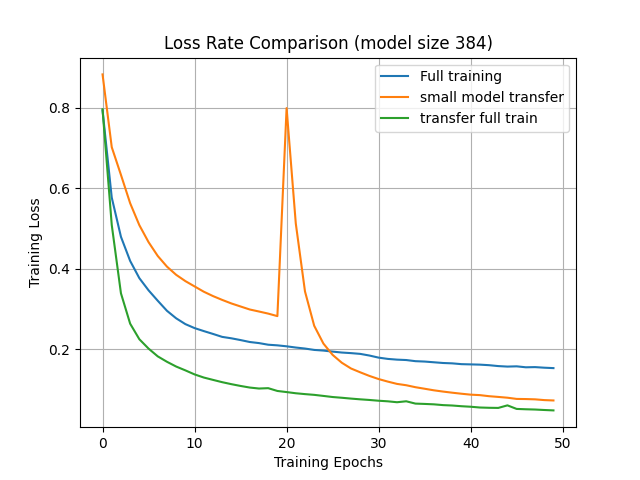 Loss Rate Comparison (model size 384)
Full training
small model transfer
transfer full train
Training Loss
0.8
0.6
0.4
0.2
0 10 20 30 40 50
Training Epochs